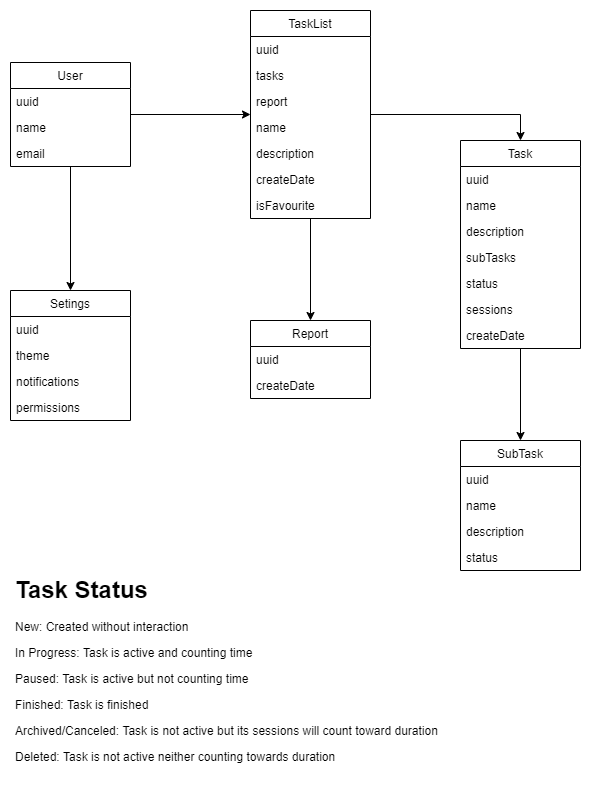 User
uuid
name
email
TaskList
uuid
tasks
report
name
description
createDate
isFavourite
Task
uuid
name
description
subTasks
status
sessions
createDate
Setings
uuid
theme
notifications
permissions
Report
uuid
createDate
SubTask
uuid
name
description
status
Task Status
New: Created without interaction
In Progress: Task is active and counting time
Paused: Task is active but not counting time
Finished: Task is finished
Archived/Canceled: Task is not active but its sessions will count toward duration
Deleted: Task is not active neither counting towards duration